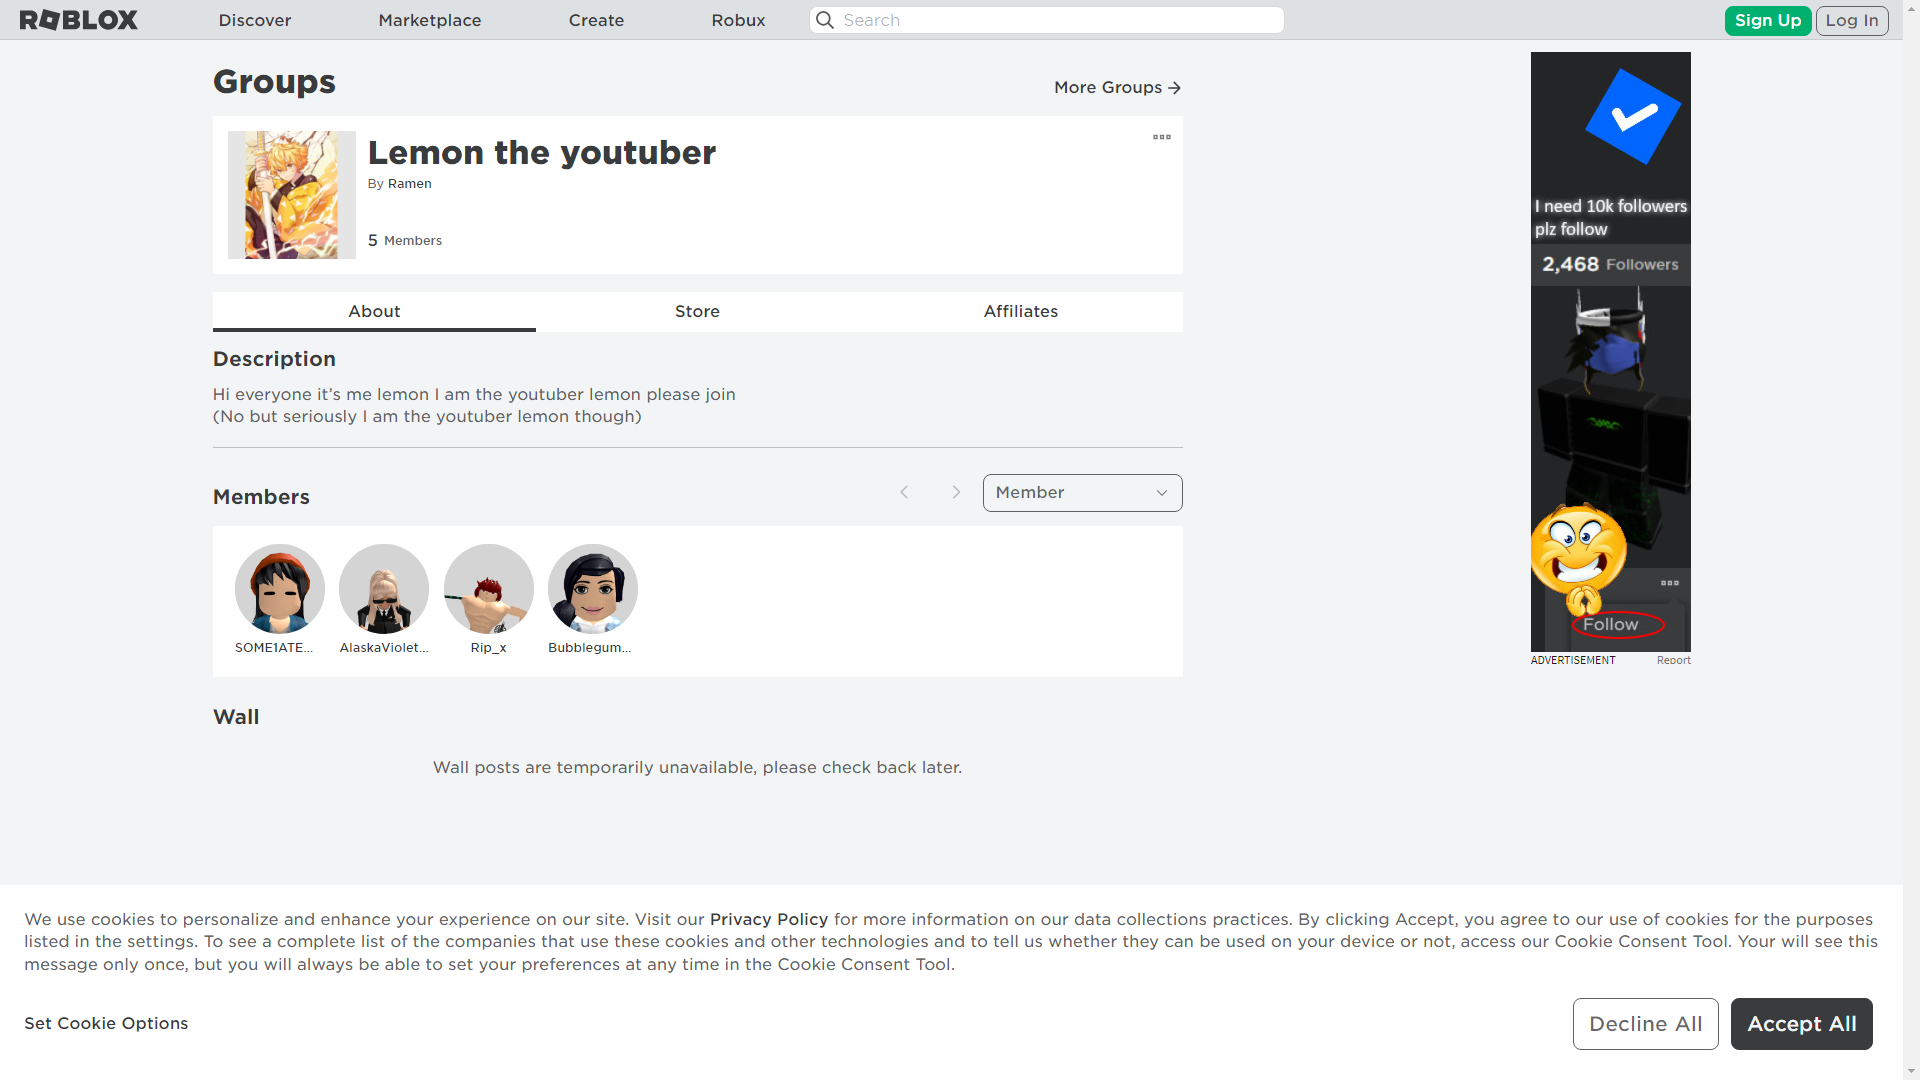 ROBLOX
Discover
Marketplace
Create
Robux
Search
Sign Up
Log In
Groups
More Groups
Lemon the youtuber
By Ramen
5 Members
About
Store
Affiliates
Description
Hi everyone it’s me lemon I am the youtuber lemon please join
(No but seriously I am the youtuber lemon though)
Members
Member
SOME1ATE...
AlaskaViolet...
Rip_x
Bubblegum...
Wall
Wall posts are temporarily unavailable, please check back later.
I need 10k followers
plz follow
2,468 Followers
Follow
ADVERTISEMENT
Report
We use cookies to personalize and enhance your experience on our site. Visit our Privacy Policy for more information on our data collections practices. By clicking Accept, you agree to our use of cookies for the purposes
listed in the settings. To see a complete list of the companies that use these cookies and other technologies and to tell us whether they can be used on your device or not, access our Cookie Consent Tool. Your will see this
message only once, but you will always be able to set your preferences at any time in the Cookie Consent Tool.
Set Cookie Options
Decline All
Accept All